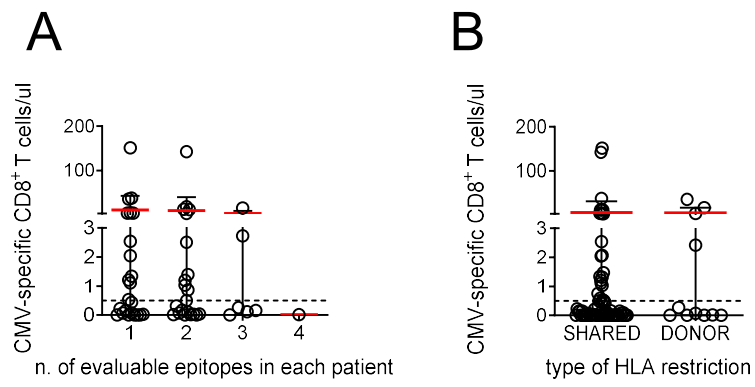 A
CMV-specific CD8+ T cells/ul
200
100
3
2
1
0
1 2 3 4
n. of evaluable epitopes in each patient
B
CMV-specific CD8+ T cells/ul
200
100
3
2
1
0
SHARED DONOR
type of HLA restriction